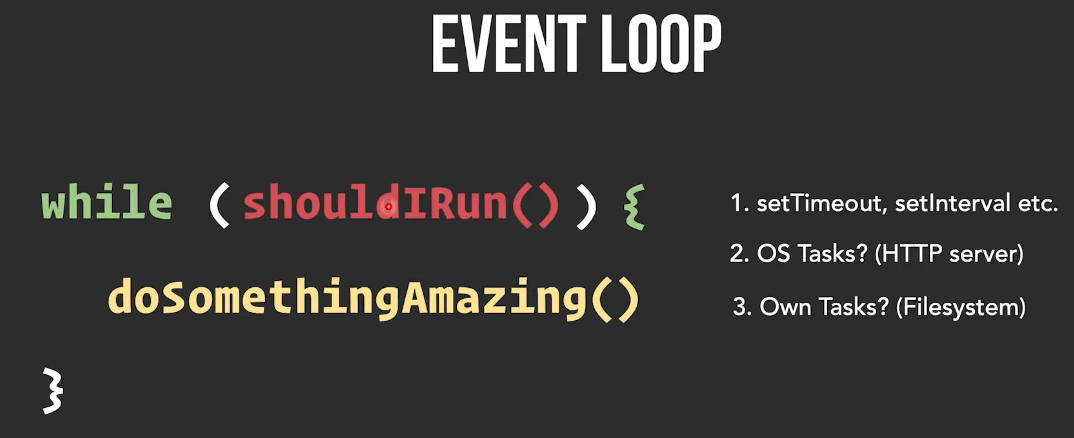 EVENT LOOP
while (shouldIRun()) {
doSomethingAmazing()
}
1. setTimeout, setInterval etc.
2. OS Tasks? (HTTP server)
3. Own Tasks? (Filesystem)